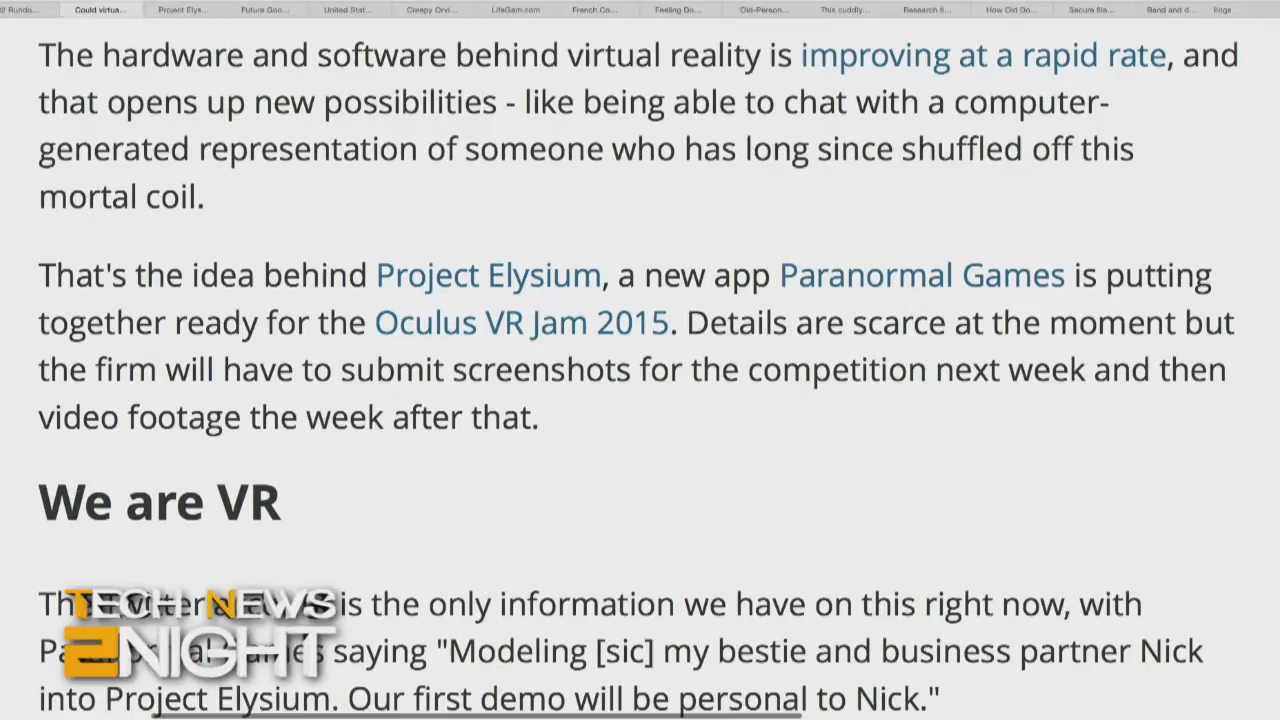 Could virtua...
Project Elys...
Future Goo...
United Stat...
Creepy Orvi...
LifeGem.com
French Co...
Feeling Do...
'Old-Person...
This cuddly...
Research fi...
How Old Do...
Secure file...
Band and d...
The hardware and software behind virtual reality is improving at a rapid rate, and
that opens up new possibilities - like being able to chat with a computer-
generated representation of someone who has long since shuffled off this
mortal coil.
That's the idea behind Project Elysium, a new app Paranormal Games is putting
together ready for the Oculus VR Jam 2015. Details are scarce at the moment but
the firm will have to submit screenshots for the competition next week and then
video footage the week after that.
We are VR
is the only information we have on this right now, with
saying "Modeling [sic] my bestie and business partner Nick
into Project Elysium. Our first demo will be personal to Nick."
TECH NEWS
2NIGHT